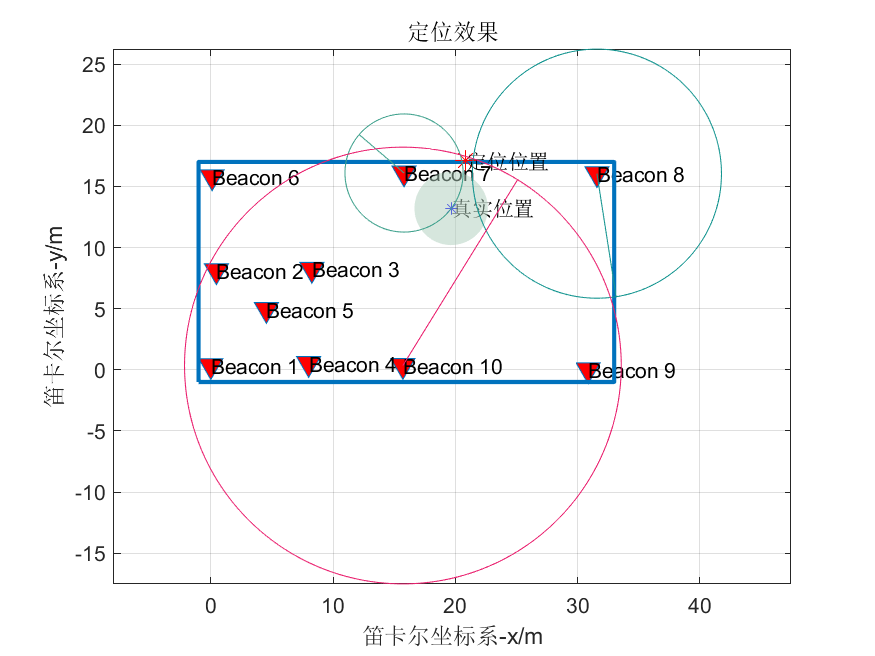 定位效果
25
20
15
10
5
0
-5
-10
-15
笛卡尔坐标系-y/m
定位位置
Beacon 6
Beacon 7
Beacon 8
真实位置
Beacon 2
Beacon 3
Beacon 5
Beacon 1
Beacon 4
Beacon 10
Beacon 9
0
10
20
30
40
笛卡尔坐标系-x/m